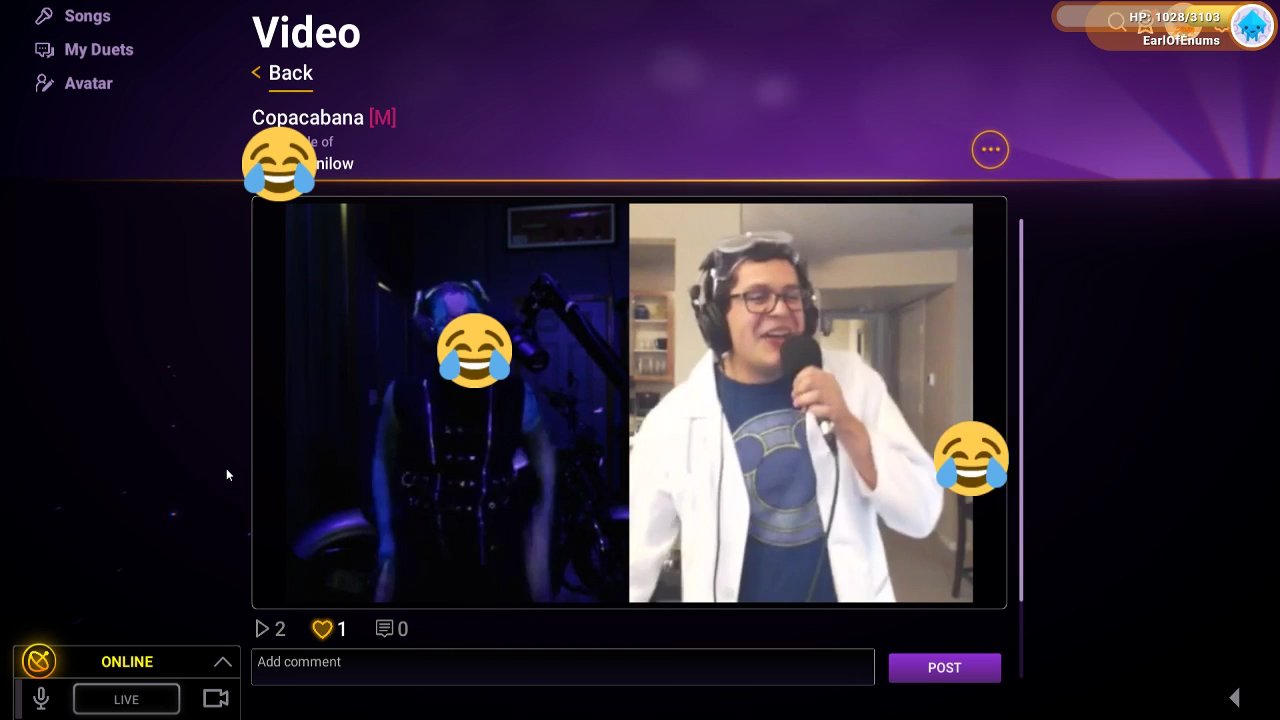 Songs
My Duets
Avatar
Video
Back
HP: 1028/3103
EarlOfEnums
Copacabana [M]
of
2
1
0
Add comment
POST
ONLINE
LIVE